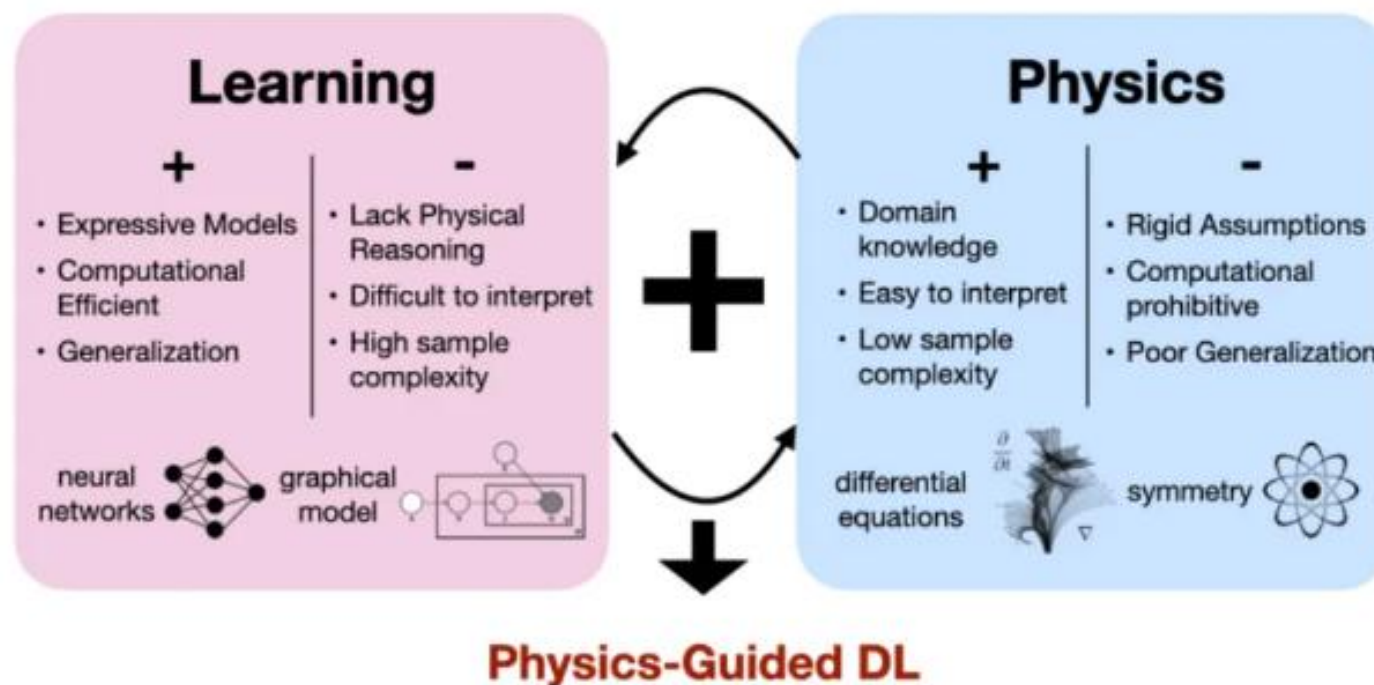 Learning
+
-
• Expressive Models
• Computational
Efficient
• Generalization
• Lack Physical
Reasoning
• Difficult to interpret
• High sample
complexity
neural
networks
graphical
model
+
Physics
+
-
• Domain
knowledge
• Easy to interpret
• Low sample
complexity
• Rigid Assumptions
• Computational
prohibitive
• Poor Generalization
differential
equations
∂
∂t
∇
symmetry
Physics-Guided DL